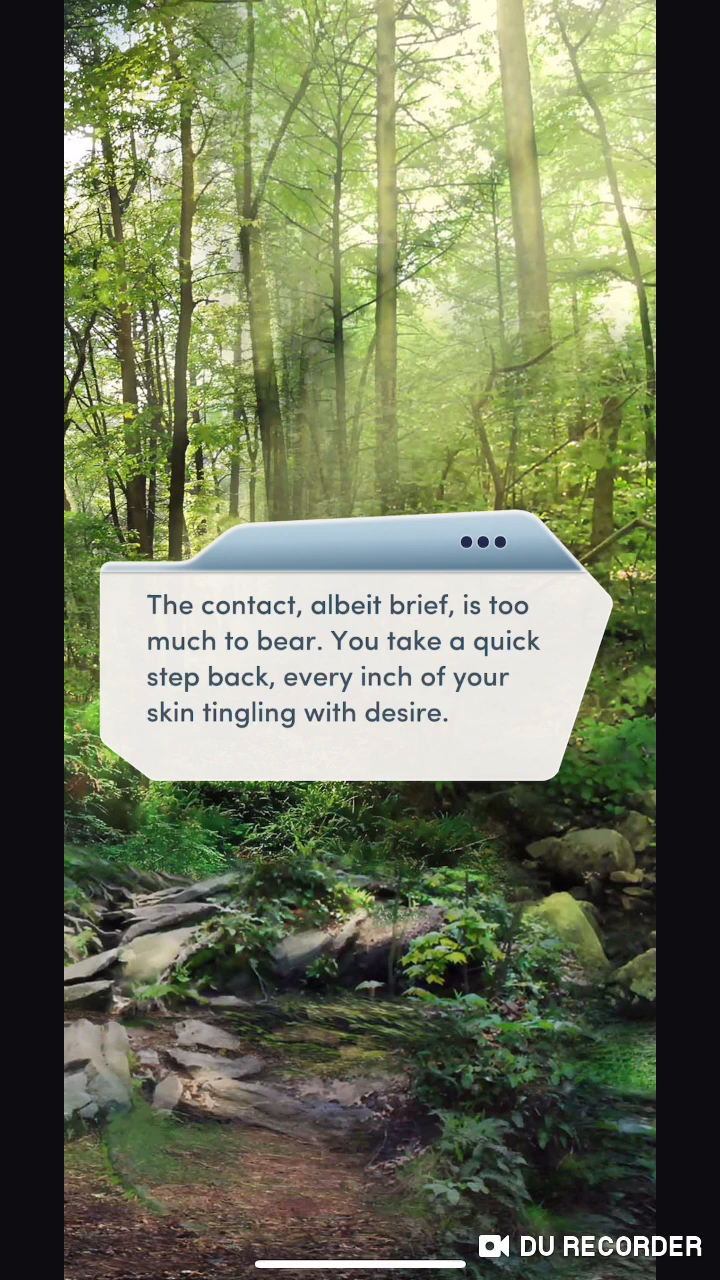 The contact, albeit brief, is too
much to bear. You take a quick
step back, every inch of your
skin tingling with desire.
DU RECORDER